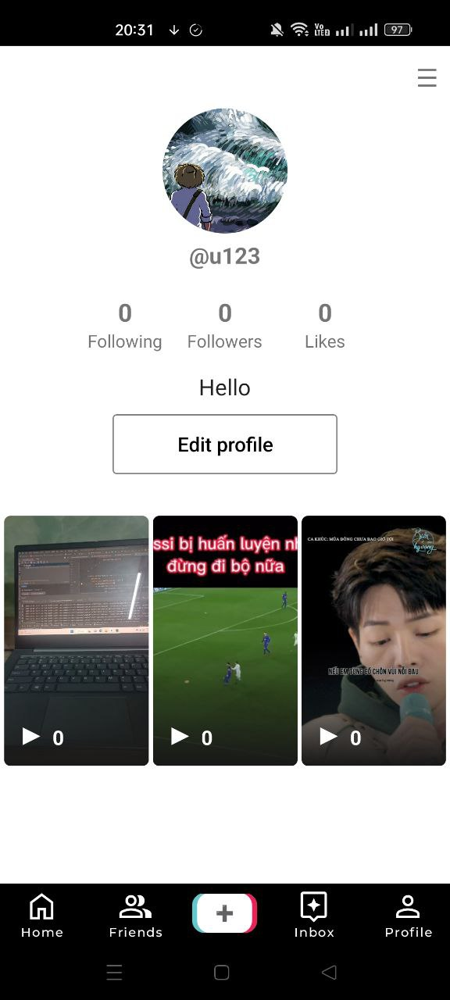 20:31
Vo
LTE2
97
@u123
0 0 0
Following Followers Likes
Hello
Edit profile
ssi bị huấn luyện nh
đừng đi bộ nữa
CA KHÚC: MÙA ĐÔNG CHƯA BAO GIỜ TỚI
NẾU EM TỪNG CỐ CHÔN VÙI NỖI ĐAU
0 0 0
Home Friends Inbox Profile